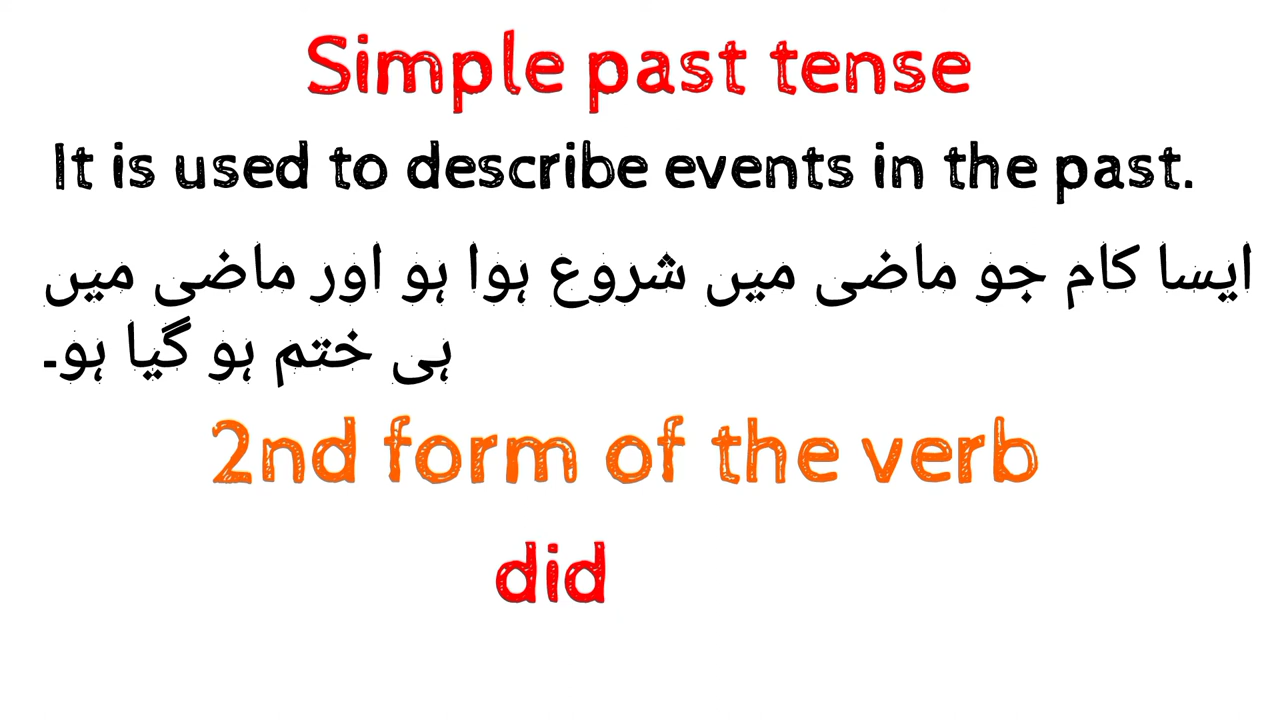 Simple past tense
It is used to describe events in the past.
ایسا کام جو ماضی میں شروع ہوا ہو اور ماضی میں
ہی ختم ہو گیا ہو۔
2nd form of the verb
did